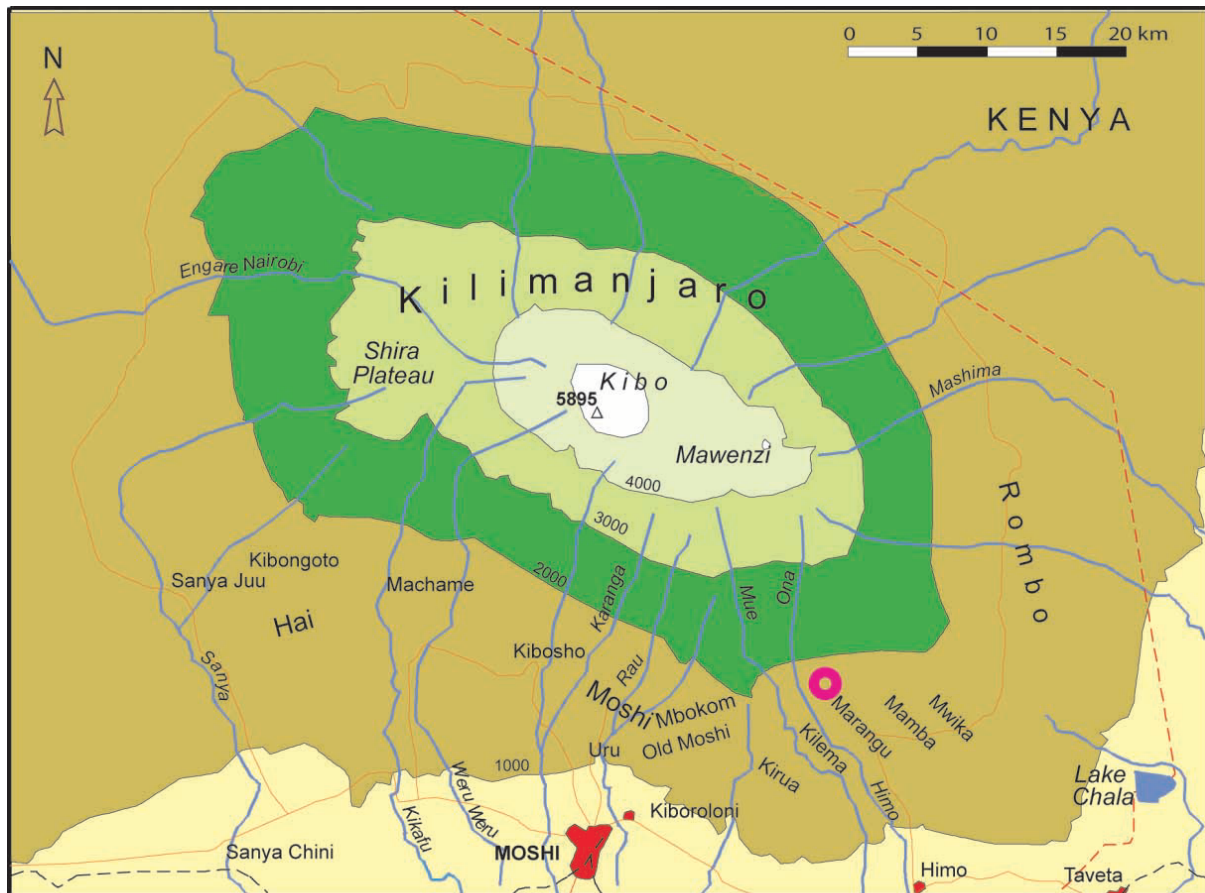 0 5 10 15 20 km
N
KENYA
Engare Nairobi
Kilimanjaro
Shira
Plateau
Kibo
5895
Mashima
Mawenzi
4000
3000
Rombo
2000
Kibongoto
Sanya Juu
Machame
Karanga
Mue
Ona
Hai
Kibosho
Rau
Sanya
Moshi
Mbokom
Marangu
Mamba
Mwika
Old Moshi
Uru
Kilema
Kirua
Himo
1000
Weru Weru
Kikafu
Lake
Chala
Kiboroloni
Sanya Chini
MOSHI
Himo
Taveta